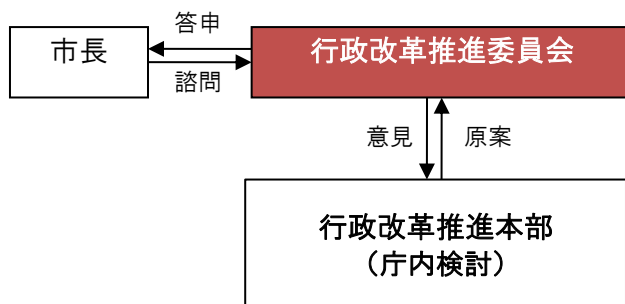 答申
市長
行政改革推進委員会
諮問
意見
原案
行政改革推進本部
（庁内検討）